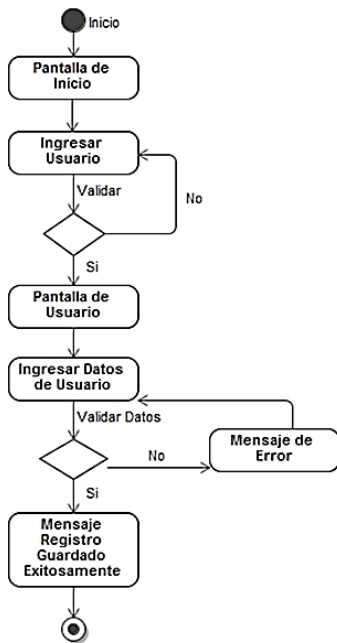 Inicio
Pantalla de
Inicio
Ingresar
Usuario
Validar
No
Si
Pantalla de
Usuario
Ingresar Datos
de Usuario
Validar Datos
No
Mensaje de
Error
Si
Mensaje
Registro
Guardado
Exitosamente